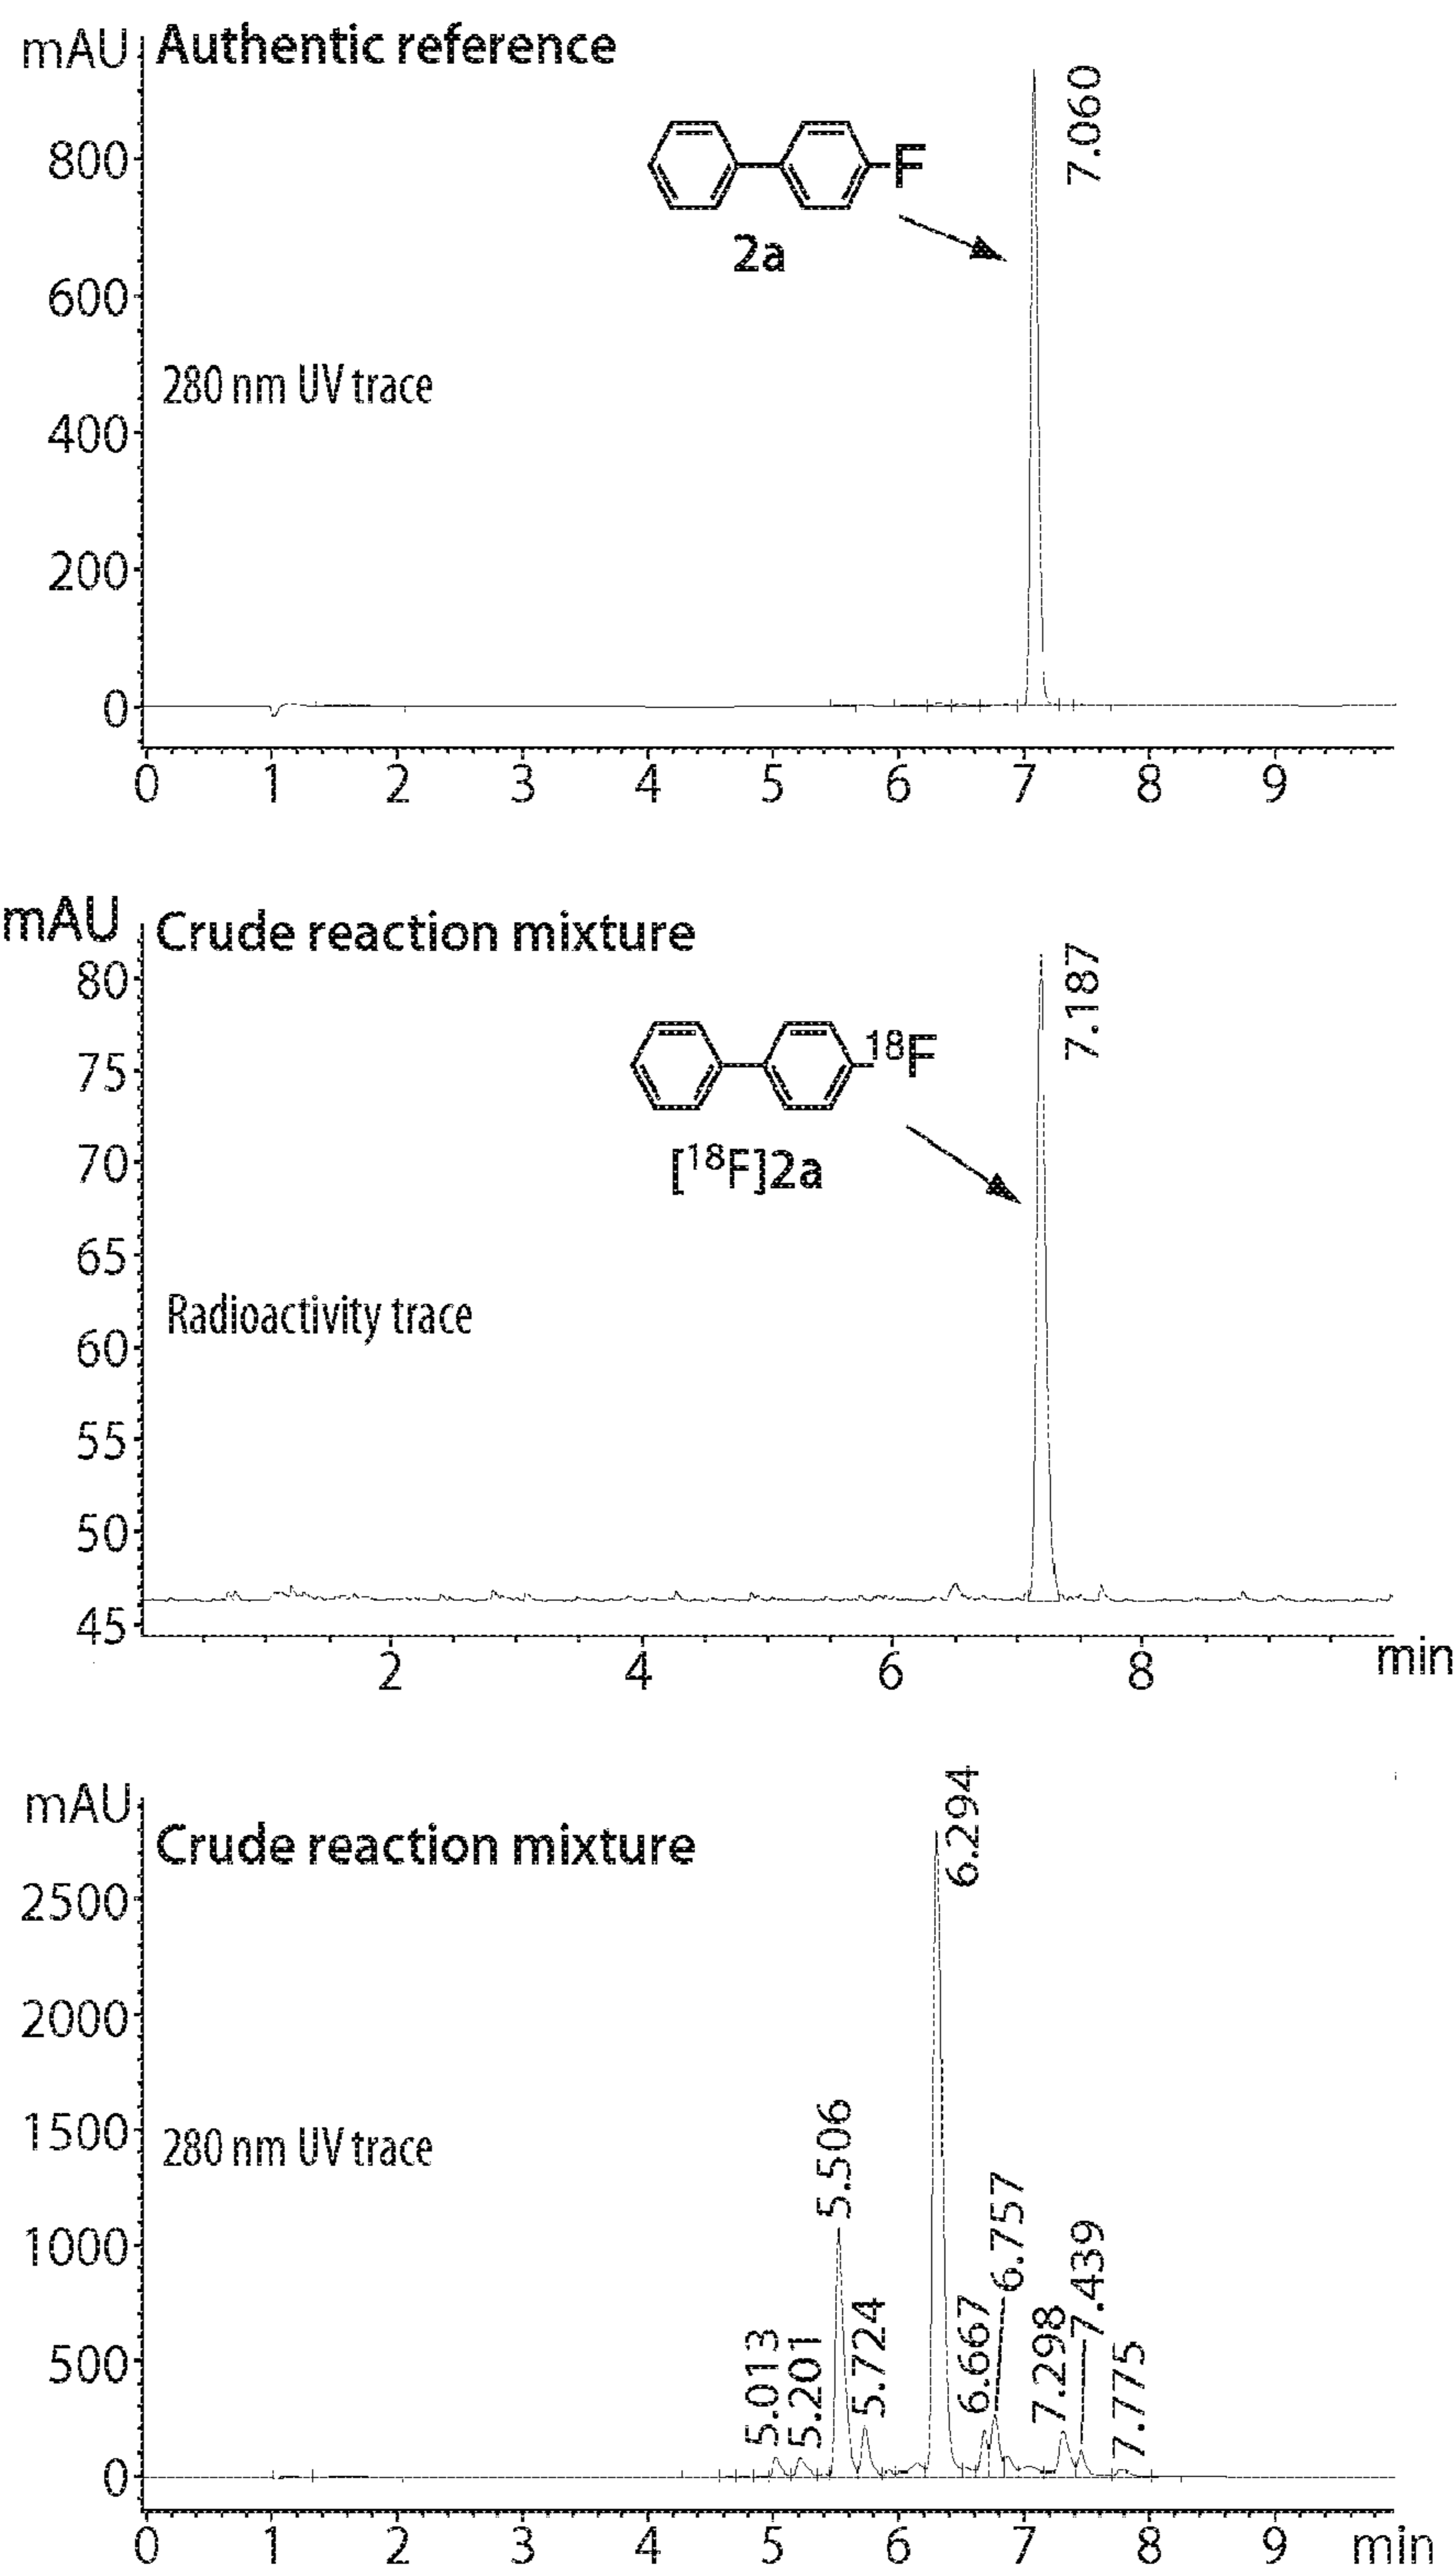 mAU Authentic reference
7.060
800
F
2a
600
280 nm UV trace
400
200
0
0 1 2 3 4 5 6 7 8 9
mAU Crude reaction mixture
7.187
80
18F
75
70
[18F]2a
65
Radioactivity trace
60
55
50
45
2 4 6 8 min
mAU
6.294
Crude reaction mixture
2500
2000
1500
280 nm UV trace
5.506
6.757
1000
7.439
5.724
6.667
7.298
500
5.013
5.201
7.775
0
0 1 2 3 4 5 6 7 8 9 min